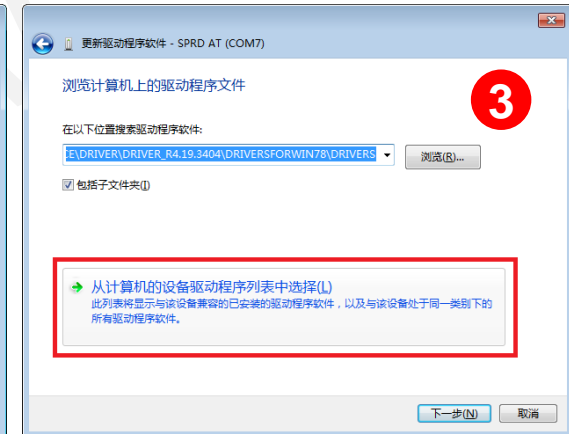 更新驱动程序软件 - SPRD AT (COM7)
浏览计算机上的驱动程序文件
3
在以下位置搜索驱动程序软件:
E\DRIVER\DRIVER_R4.19.3404\DRIVERSFORWIN78\DRIVERS
浏览(R)...
包括子文件夹(I)
从计算机的设备驱动程序列表中选择(L)
此列表将显示与该设备兼容的已安装的驱动程序软件，以及与该设备处于同一类别下的
所有驱动程序软件。
下一步(N)
取消